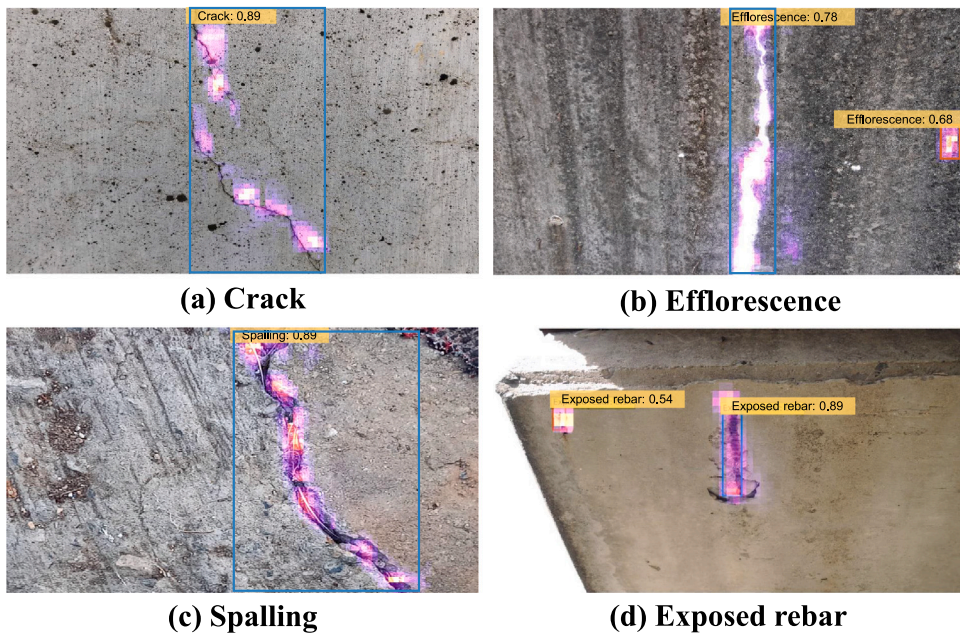 Crack: 0.89
Efflorescence: 0.78
Efflorescence: 0.68
(a) Crack
(b) Efflorescence
Spalling: 0.89
Exposed rebar: 0.54
Exposed rebar: 0.89
(c) Spalling
(d) Exposed rebar